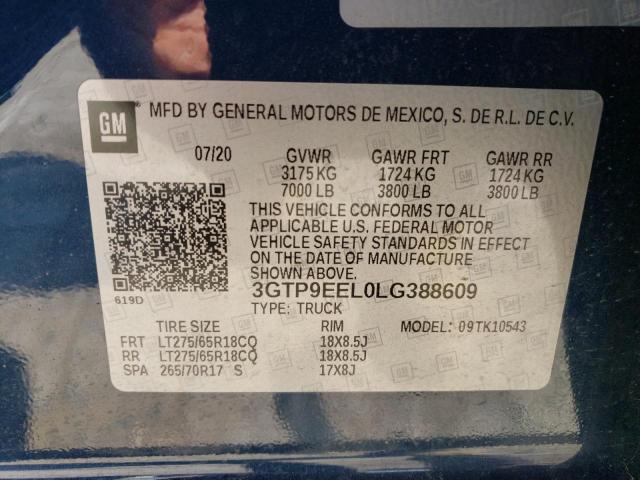 GM MFD BY GENERAL MOTORS DE MEXICO, S. DE R.L. DE C.V.
07/20 GVWR GAWR FRT GAWR RR
3175 KG 1724 KG 1724 KG
7000 LB 3800 LB 3800 LB
THIS VEHICLE CONFORMS TO ALL
APPLICABLE U.S. FEDERAL MOTOR
VEHICLE SAFETY STANDARDS IN EFFECT
ON THE DATE OF MANUFACTURE SHOWN ABOVE.
619D
3GTP9EEL0LG388609
TYPE: TRUCK
TIRE SIZE RIM MODEL: 09TK10543
FRT LT275/65R18CQ 18X8.5J
RR LT275/65R18CQ 18X8.5J
SPA 265/70R17 S 17X8J